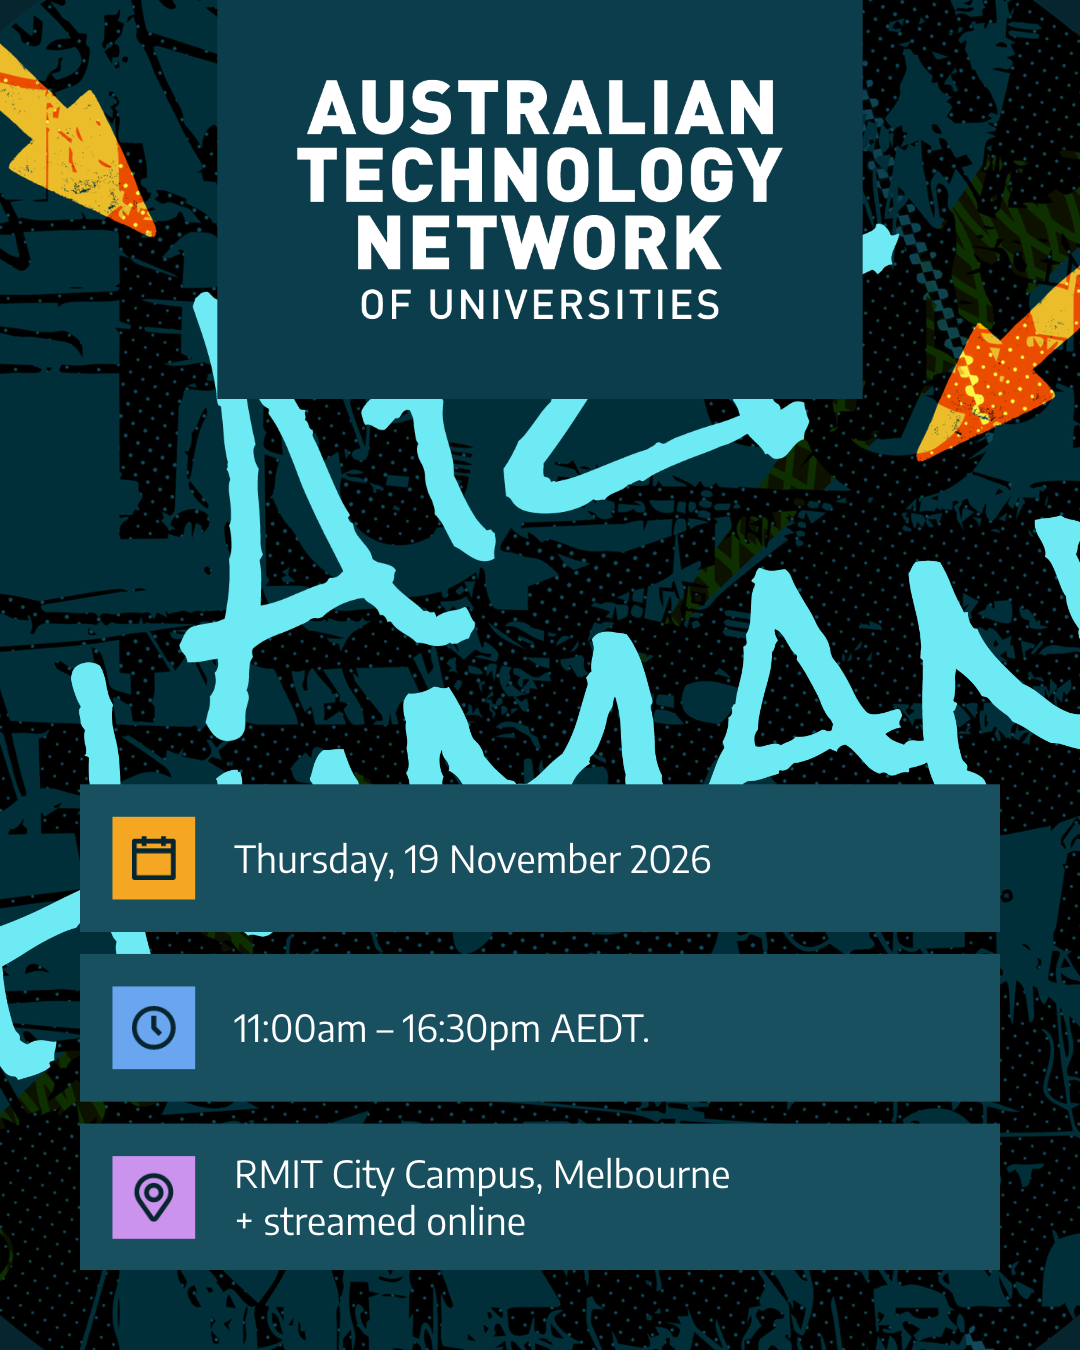 AUSTRALIAN
TECHNOLOGY
NETWORK
OF UNIVERSITIES
Thursday, 19 November 2026
11:00am – 16:30pm AEDT.
RMIT City Campus, Melbourne
+ streamed online